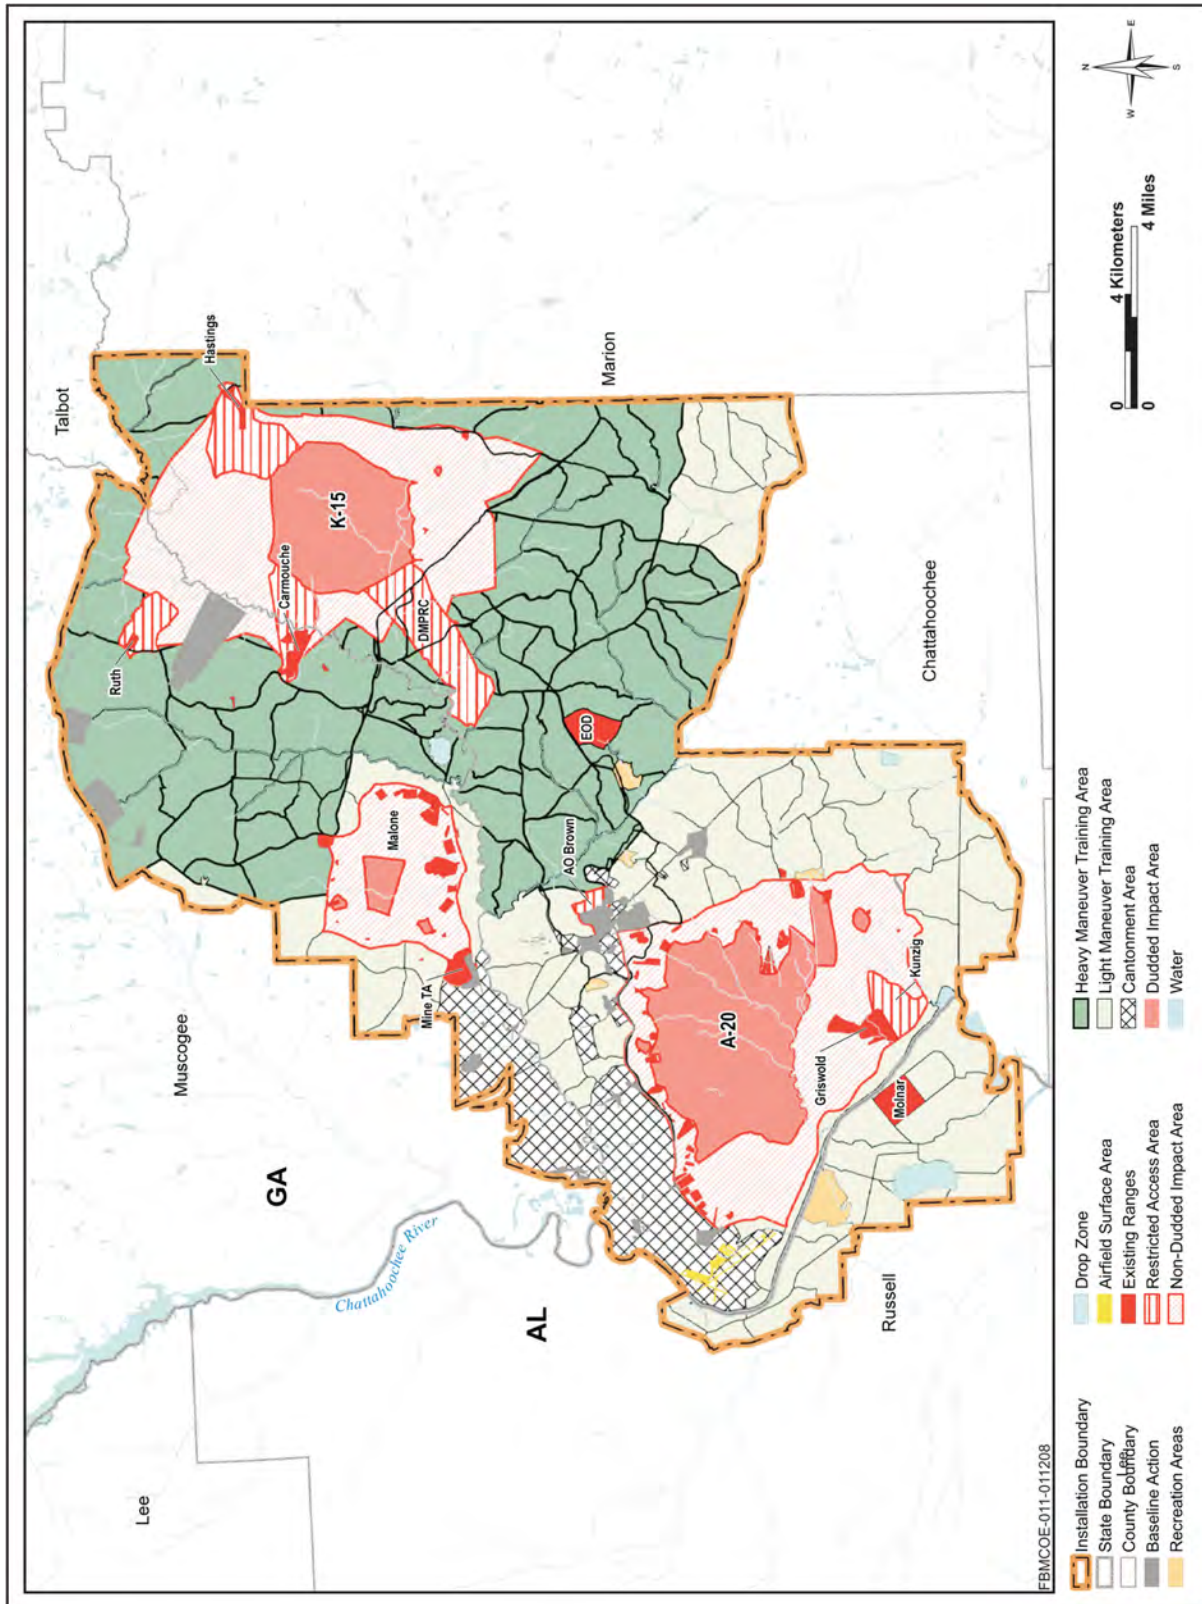 Lee
Muscogee
Talbot
GA
Chattahoochee River
AL
Russell
Chattahoochee
Marion
Ruth
Hastings
Carmouche
K-15
DMPRC
Malone
Mine TA
EOD
AO Brown
A-20
Griswold
Kunzig
Molnar
FBMCOE-011-011208
Installation Boundary
State Boundary
County Boundary
Lee
Baseline Action
Recreation Areas
Drop Zone
Airfield Surface Area
Existing Ranges
Restricted Access Area
Non-Dudded Impact Area
Heavy Maneuver Training Area
Light Maneuver Training Area
Cantonment Area
Dudded Impact Area
Water
0 4 Kilometers
0 4 Miles
N
W E
S